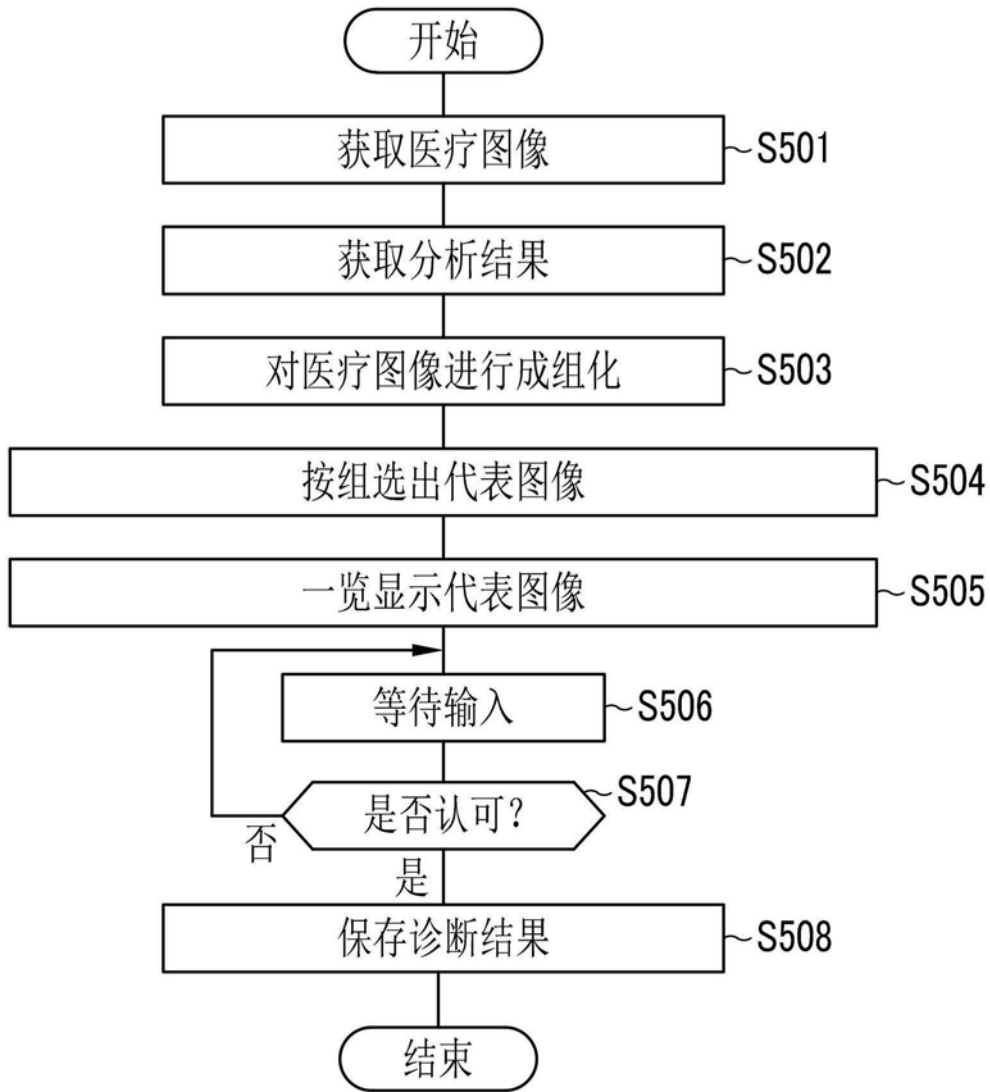 开始
获取医疗图像 S501
获取分析结果 S502
对医疗图像进行成组化 S503
按组选出代表图像 S504
一览显示代表图像 S505
等待输入 S506
是否认可? S507
否
是
保存诊断结果 S508
结束